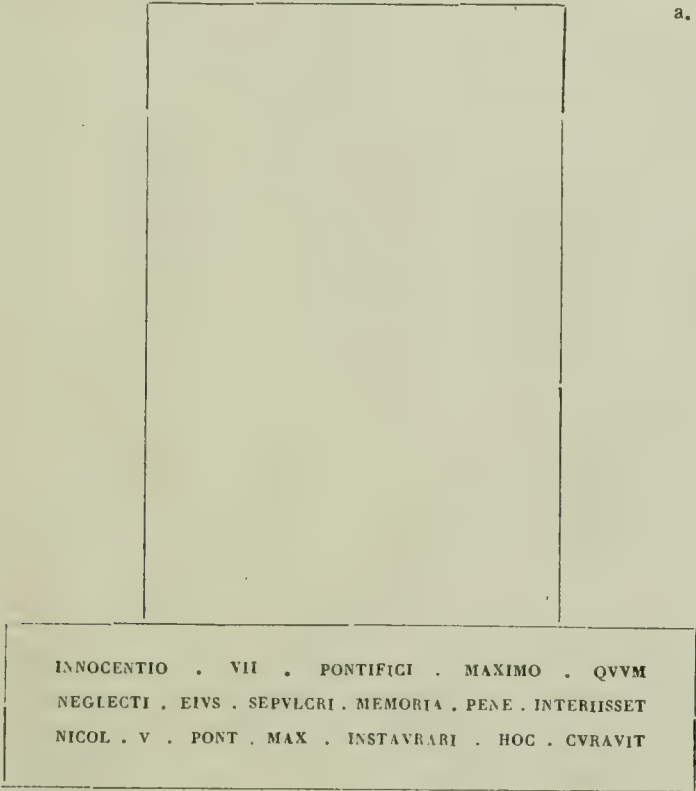 a.
INNOCENTIO . VII . PONTIFICI . MAXIMO . QVVM
NEGLECTI . EIVS . SEPVLCRI . MEMORIA . PENE . INTERIISSET
NICOL . V . PONT . MAX . INSTAVRARI . HOC . CVRAVIT